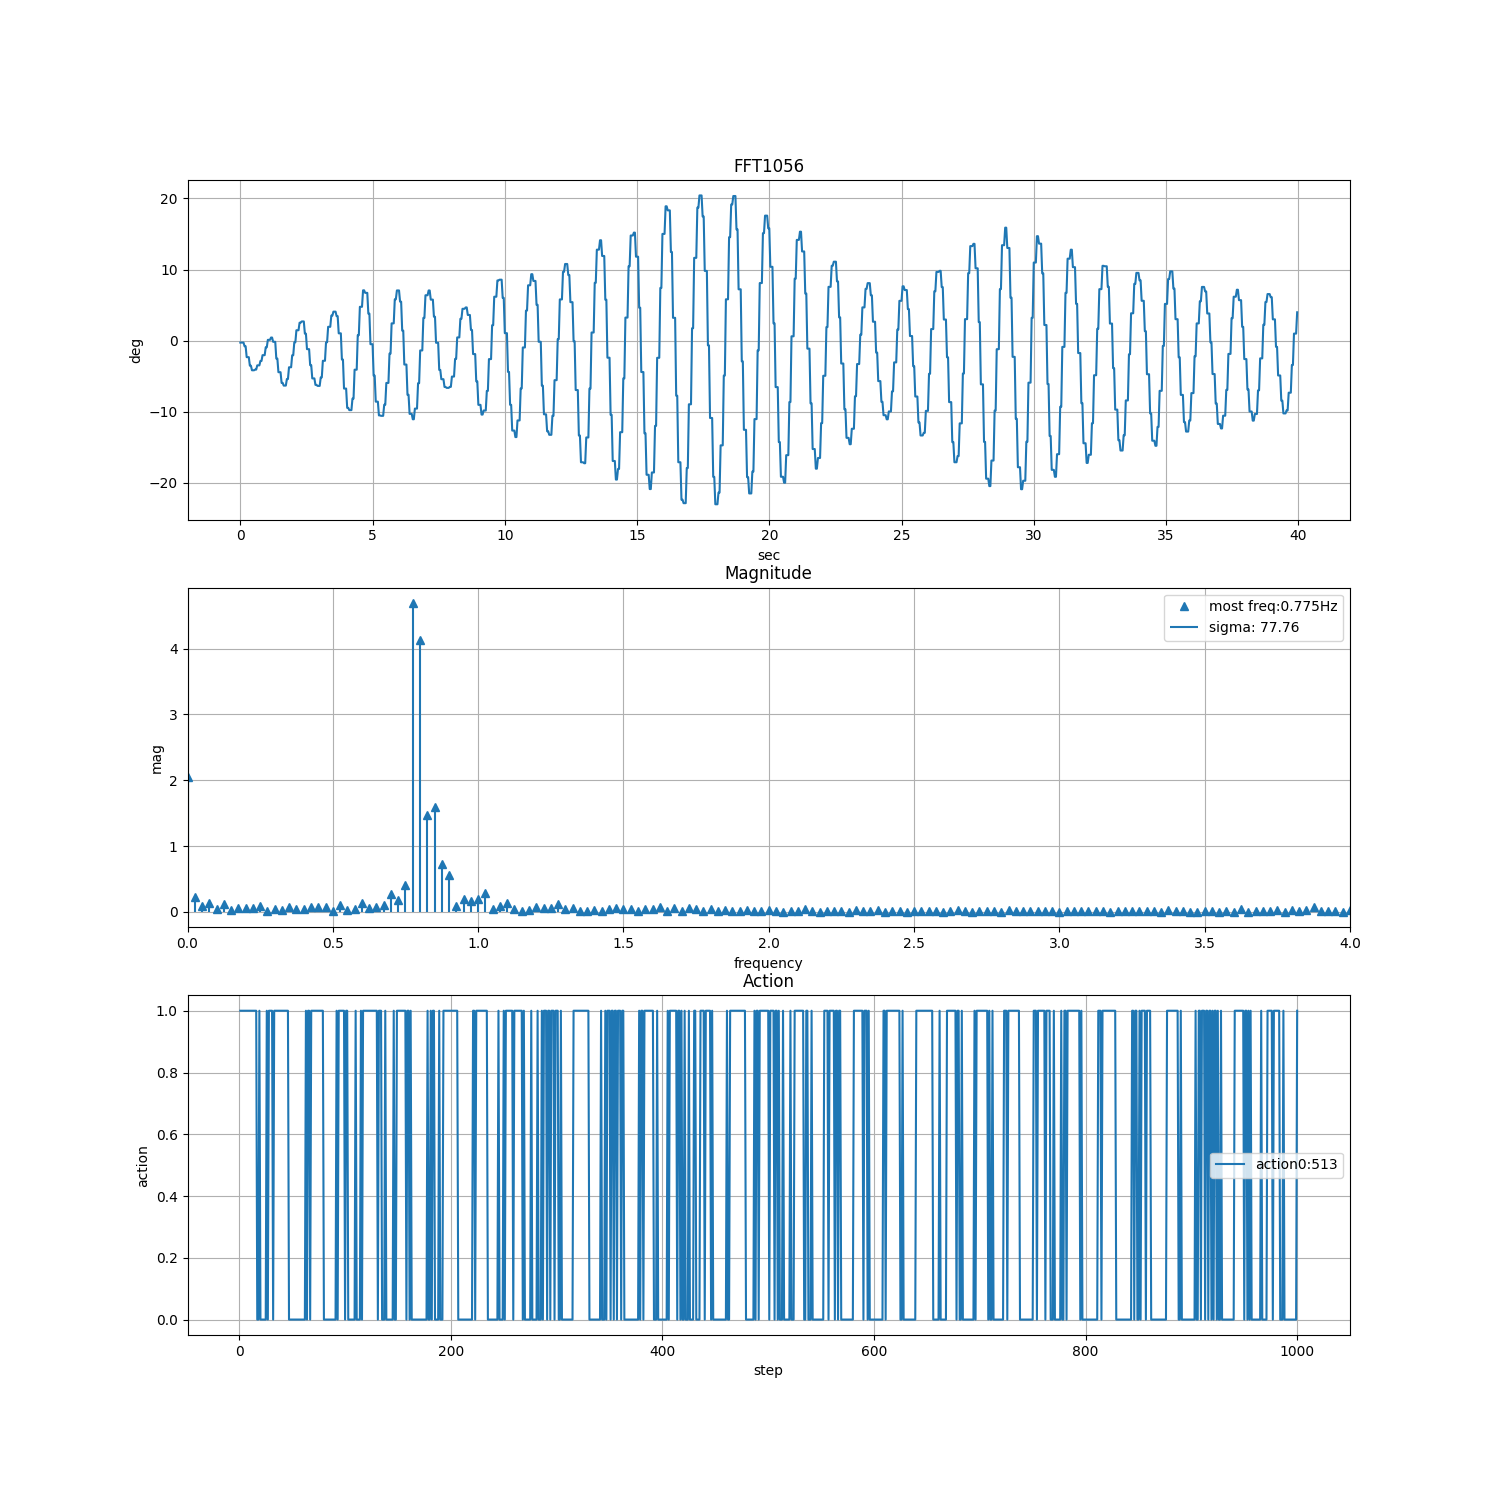 FFT1056
20
10
0
−10
−20
deg
0 5 10 15 20 25 30 35 40
sec
Magnitude
most freq:0.775Hz
sigma: 77.76
4
3
2
1
0
mag
0.0 0.5 1.0 1.5 2.0 2.5 3.0 3.5 4.0
frequency
Action
1.0
0.8
0.6
0.4
0.2
0.0
action
action0:513
0 200 400 600 800 1000
step